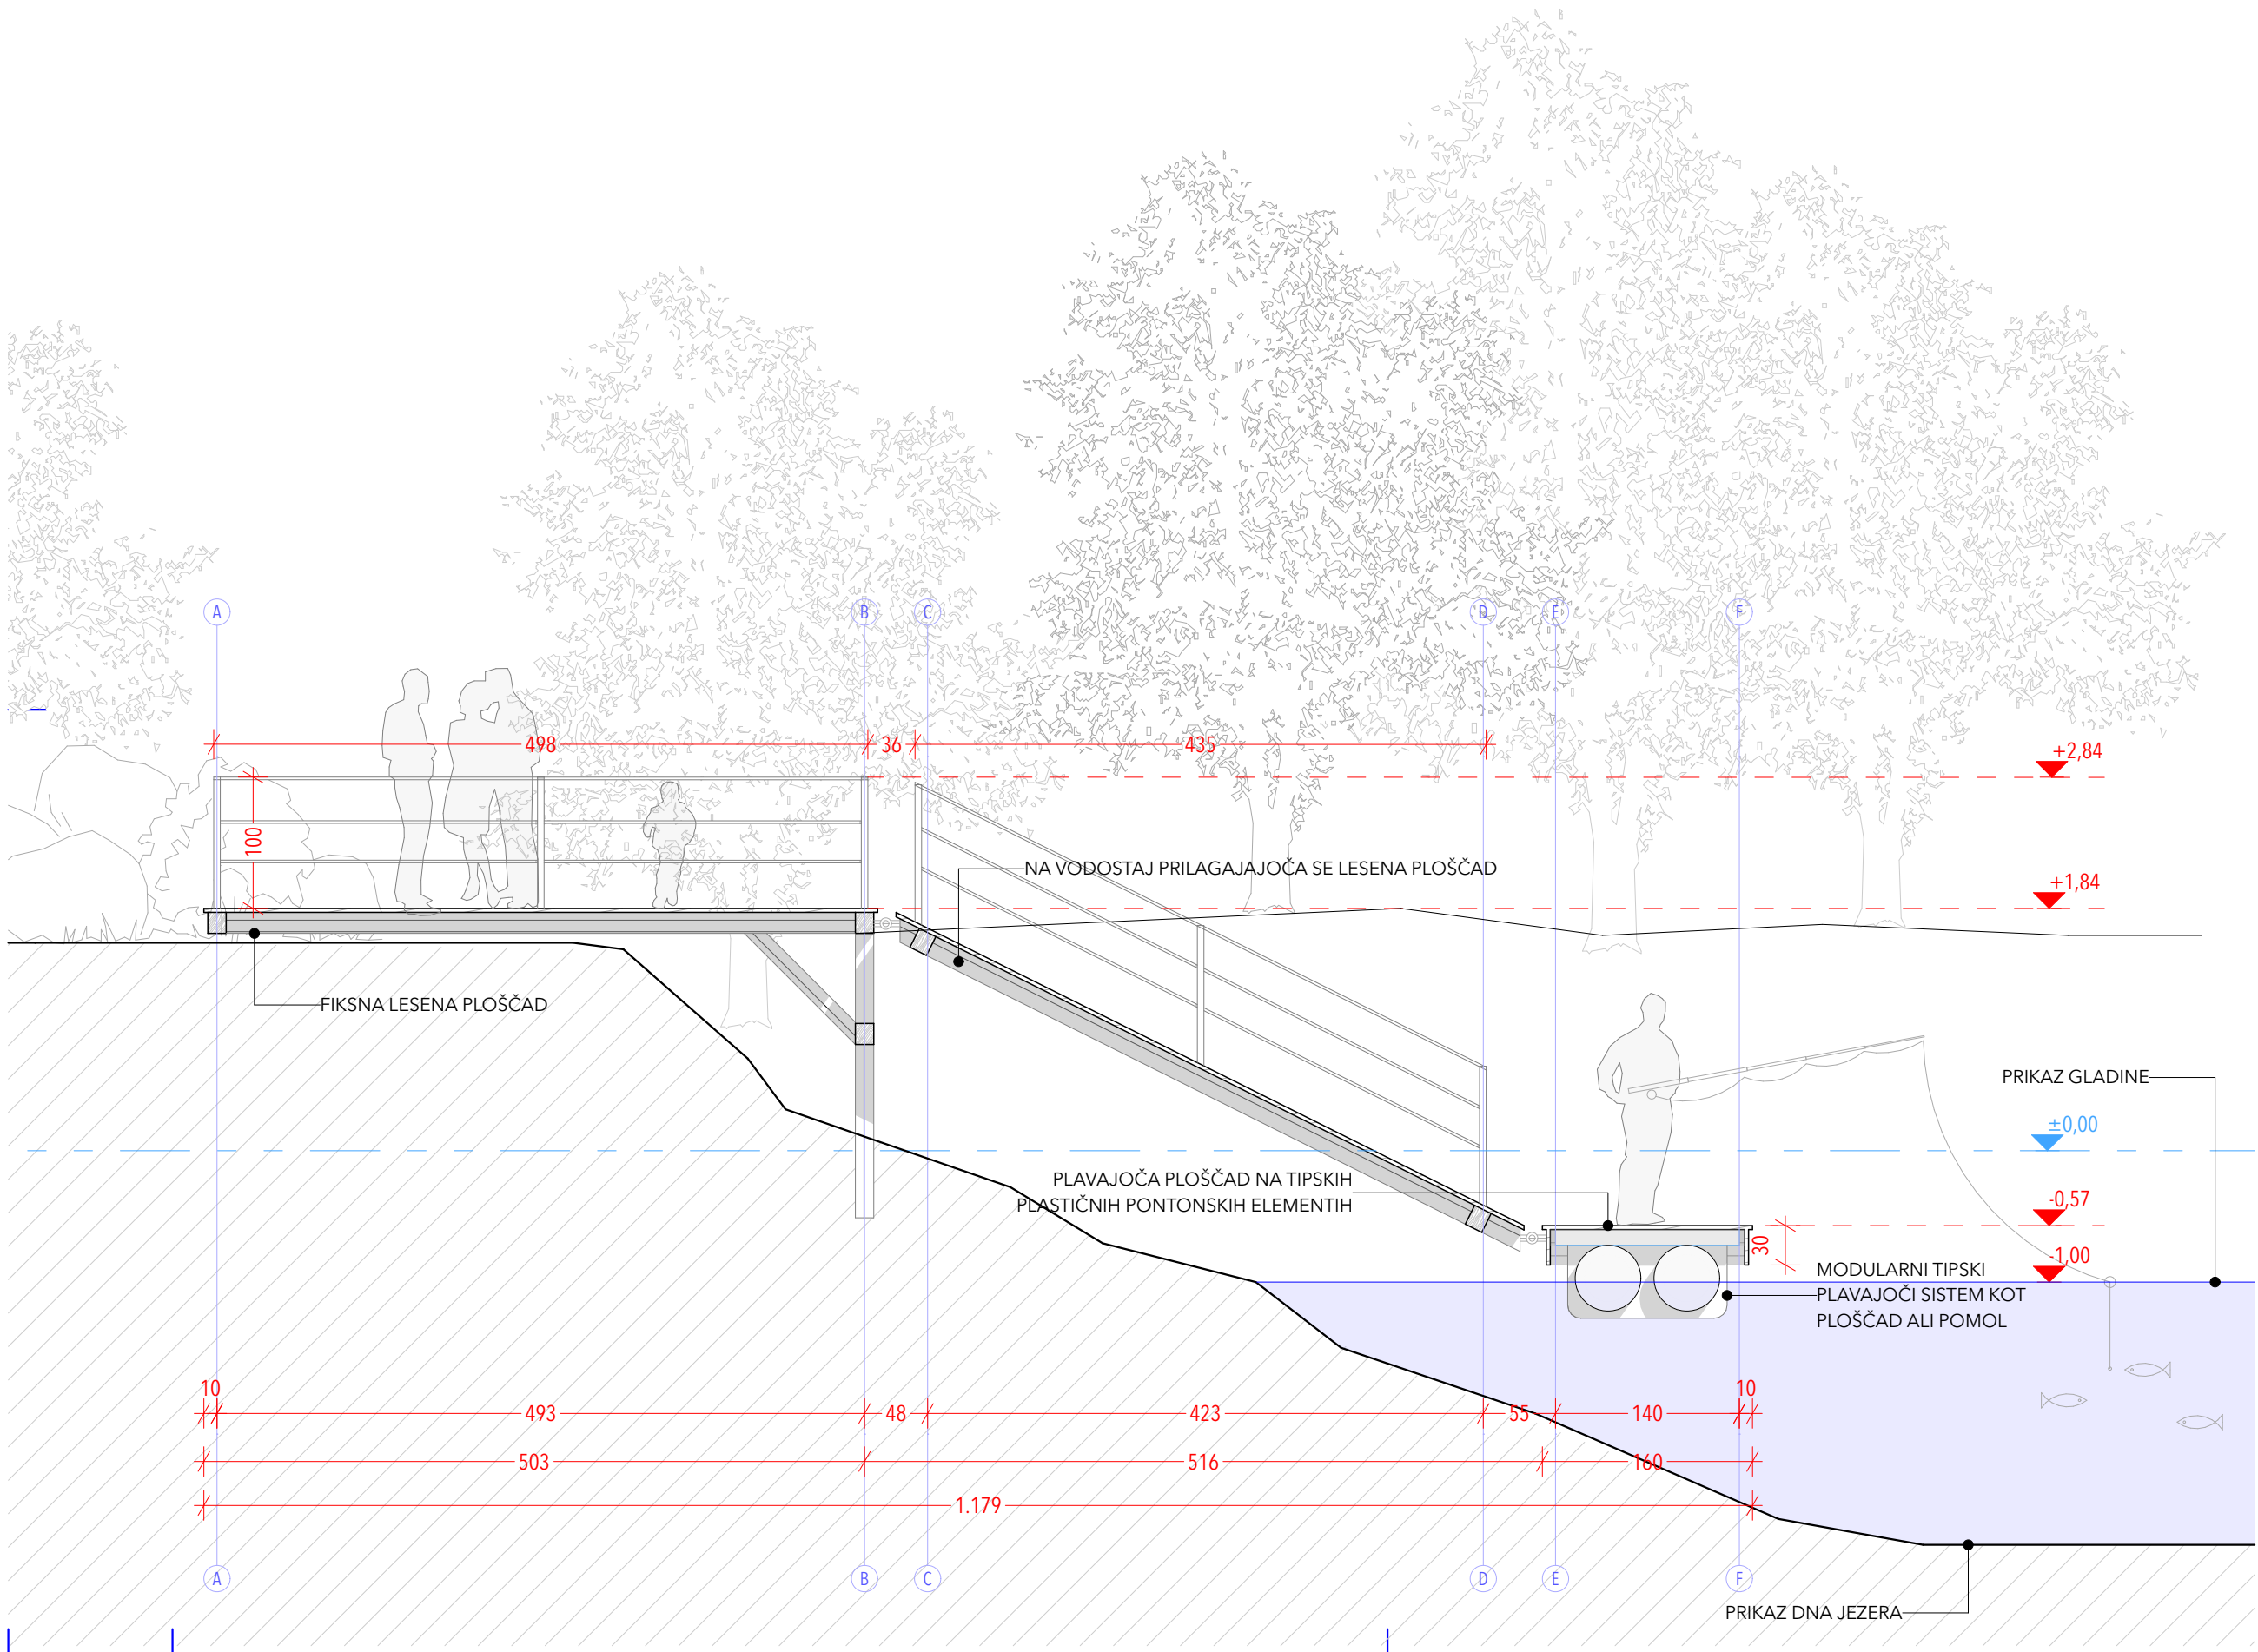 A
B
C
D
E
F
498
36
435
+2,84
100
NA VODOSTAJ PRILAGAJAJOČA SE LESENA PLOŠČAD
+1,84
FIKSNA LESENA PLOŠČAD
PRIKAZ GLADINE
±0,00
PLAVAJOČA PLOŠČAD NA TIPSKIH
PLASTIČNIH PONTONSKIH ELEMENTIH
-0,57
30
-1,00
MODULARNI TIPSKI
PLAVAJOČI SISTEM KOT
PLOŠČAD ALI POMOL
10
493
48
423
55
140
10
503
516
160
1.179
A
B
C
D
E
F
PRIKAZ DNA JEZERA